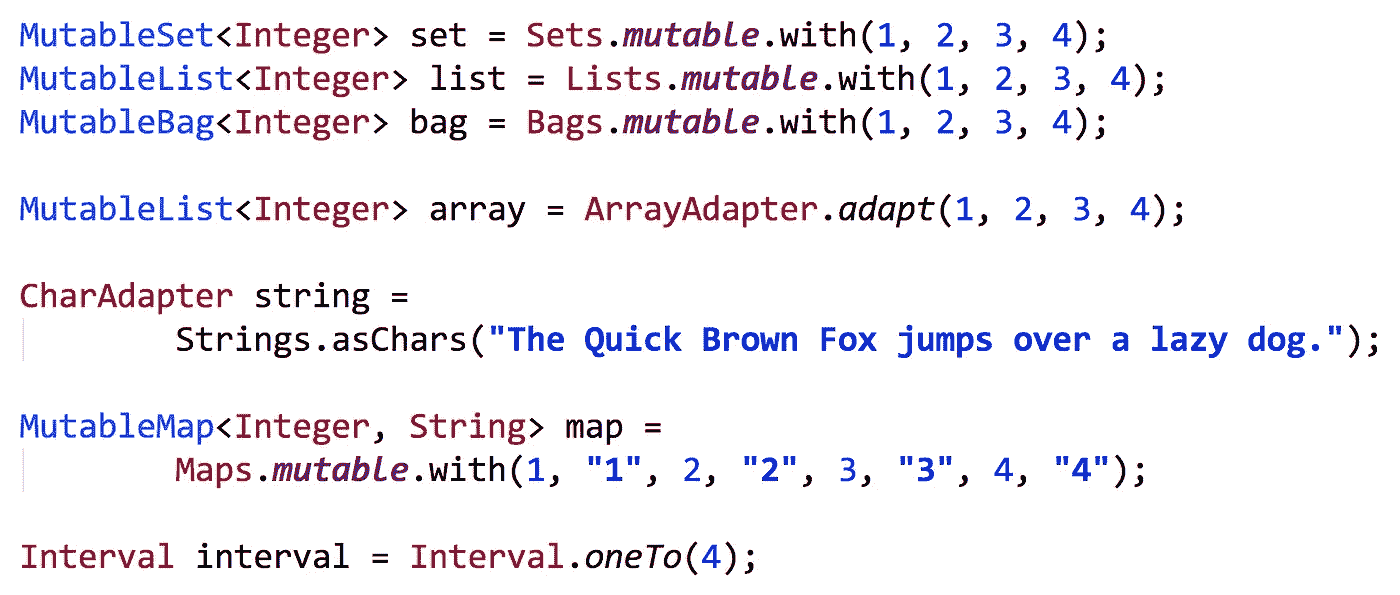 MutableSet<Integer> set = Sets.mutable.with(1, 2, 3, 4);
MutableList<Integer> list = Lists.mutable.with(1, 2, 3, 4);
MutableBag<Integer> bag = Bags.mutable.with(1, 2, 3, 4);
MutableList<Integer> array = ArrayAdapter.adapt(1, 2, 3, 4);
CharAdapter string =
Strings.asChars("The Quick Brown Fox jumps over a lazy dog.");
MutableMap<Integer, String> map =
Maps.mutable.with(1, "1", 2, "2", 3, "3", 4, "4");
Interval interval = Interval.oneTo(4);